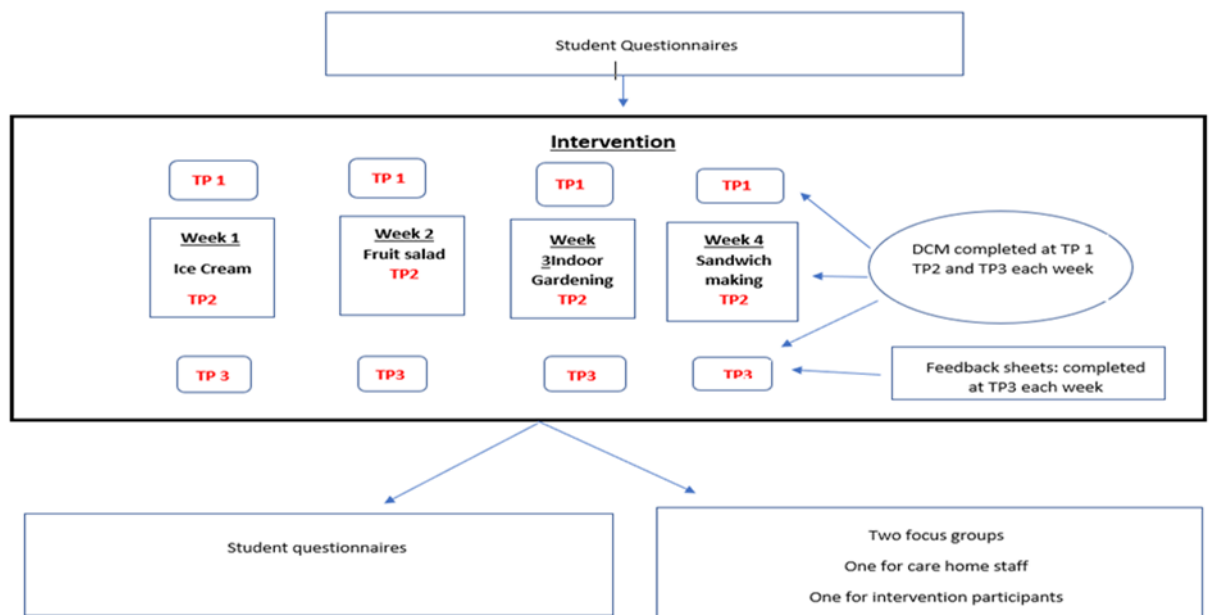 Student Questionnaires
Intervention
TP 1
TP 1
TP1
TP1
Week 1
Ice Cream
TP2
Week 2
Fruit salad
TP2
Week
3Indoor
Gardening
TP2
Week 4
Sandwich
making
TP2
DCM completed at TP 1
TP2 and TP3 each week
TP 3
TP3
TP3
TP3
Feedback sheets: completed
at TP3 each week
Student questionnaires
Two focus groups
One for care home staff
One for intervention participants